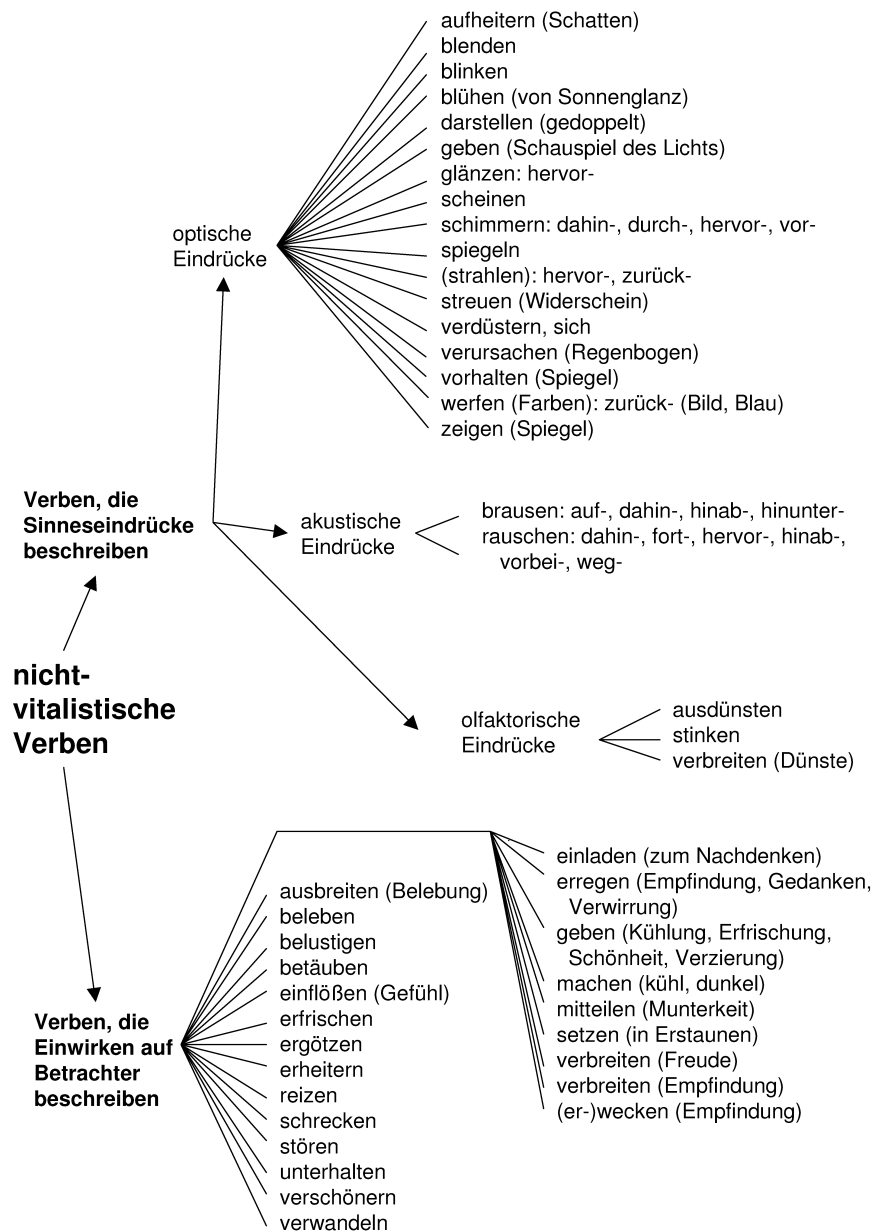 aufheitern (Schatten)
blenden
blinken
blühen (von Sonnenglanz)
darstellen (gedoppelt)
geben (Schauspiel des Lichts)
glänzen: hervor-
scheinen
schimmern: dahin-, durch-, hervor-, vor-
spiegeln
(strahlen): hervor-, zurück-
streuen (Widerschein)
verdüstern, sich
verursachen (Regenbogen)
vorhalten (Spiegel)
werfen (Farben): zurück- (Bild, Blau)
zeigen (Spiegel)
optische
Eindrücke
Verben, die
Sinneseindrücke
beschreiben
akustische
Eindrücke
brausen: auf-, dahin-, hinab-, hinunter-
rauschen: dahin-, fort-, hervor-, hinab-,
vorbei-, weg-
nicht-
vitalistische
Verben
olfaktorische
Eindrücke
ausdünsten
stinken
verbreiten (Dünste)
Verben, die
Einwirken auf
Betrachter
beschreiben
ausbreiten (Belebung)
beleben
belustigen
betäuben
einflößen (Gefühl)
erfrischen
ergötzen
erheitern
reizen
schrecken
stören
unterhalten
verschönern
verwandeln
einladen (zum Nachdenken)
erregen (Empfindung, Gedanken,
Verwirrung)
geben (Kühlung, Erfrischung,
Schönheit, Verzierung)
machen (kühl, dunkel)
mitteilen (Munterkeit)
setzen (in Erstaunen)
verbreiten (Freude)
verbreiten (Empfindung)
(er-)wecken (Empfindung)